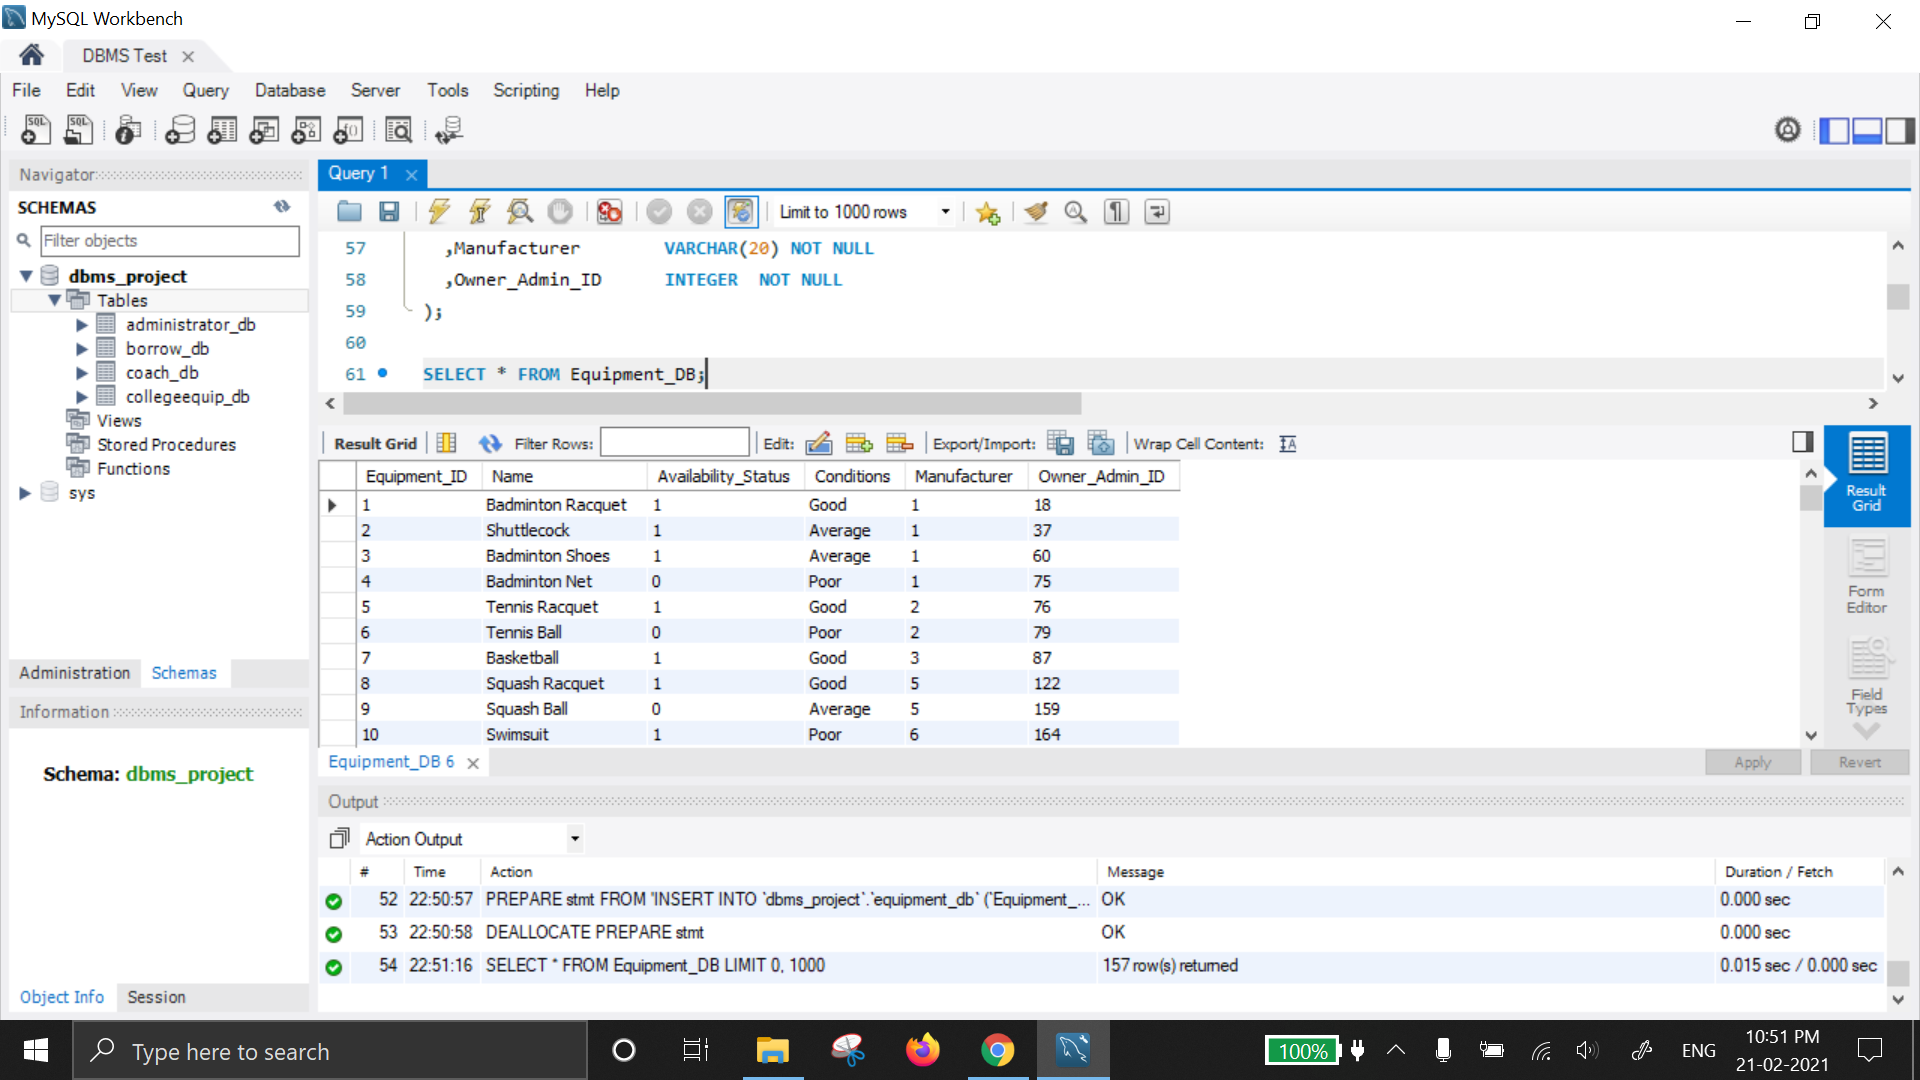 MySQL Workbench
DBMS Test
File Edit View Query Database Server Tools Scripting Help
Navigator
SCHEMAS
Filter objects
dbms_project
Tables
administrator_db
borrow_db
coach_db
collegeequip_db
Views
Stored Procedures
Functions
sys
Administration Schemas
Information
Schema: dbms_project
Object Info Session
Query 1
Limit to 1000 rows
57 ,Manufacturer VARCHAR(20) NOT NULL
58 ,Owner_Admin_ID INTEGER NOT NULL
59 );
60
61 SELECT * FROM Equipment_DB;
Result Grid Filter Rows: Edit: Export/Import: Wrap Cell Content:
Equipment_ID Name Availability_Status Conditions Manufacturer Owner_Admin_ID
1 Badminton Racquet 1 Good 1 18
2 Shuttlecock 1 Average 1 37
3 Badminton Shoes 1 Average 1 60
4 Badminton Net 0 Poor 1 75
5 Tennis Racquet 1 Good 2 76
6 Tennis Ball 0 Poor 2 79
7 Basketball 1 Good 3 87
8 Squash Racquet 1 Good 5 122
9 Squash Ball 0 Average 5 159
10 Swimsuit 1 Poor 6 164
Result
Grid
Form
Editor
Field
Types
Equipment_DB 6
Apply Revert
Output
Action Output
# Time Action Message Duration / Fetch
52 22:50:57 PREPARE stmt FROM 'INSERT INTO `dbms_project`.`equipment_db` (`Equipment_... OK 0.000 sec
53 22:50:58 DEALLOCATE PREPARE stmt OK 0.000 sec
54 22:51:16 SELECT * FROM Equipment_DB LIMIT 0, 1000 157 row(s) returned 0.015 sec / 0.000 sec
Type here to search
100%
ENG
10:51 PM
21-02-2021